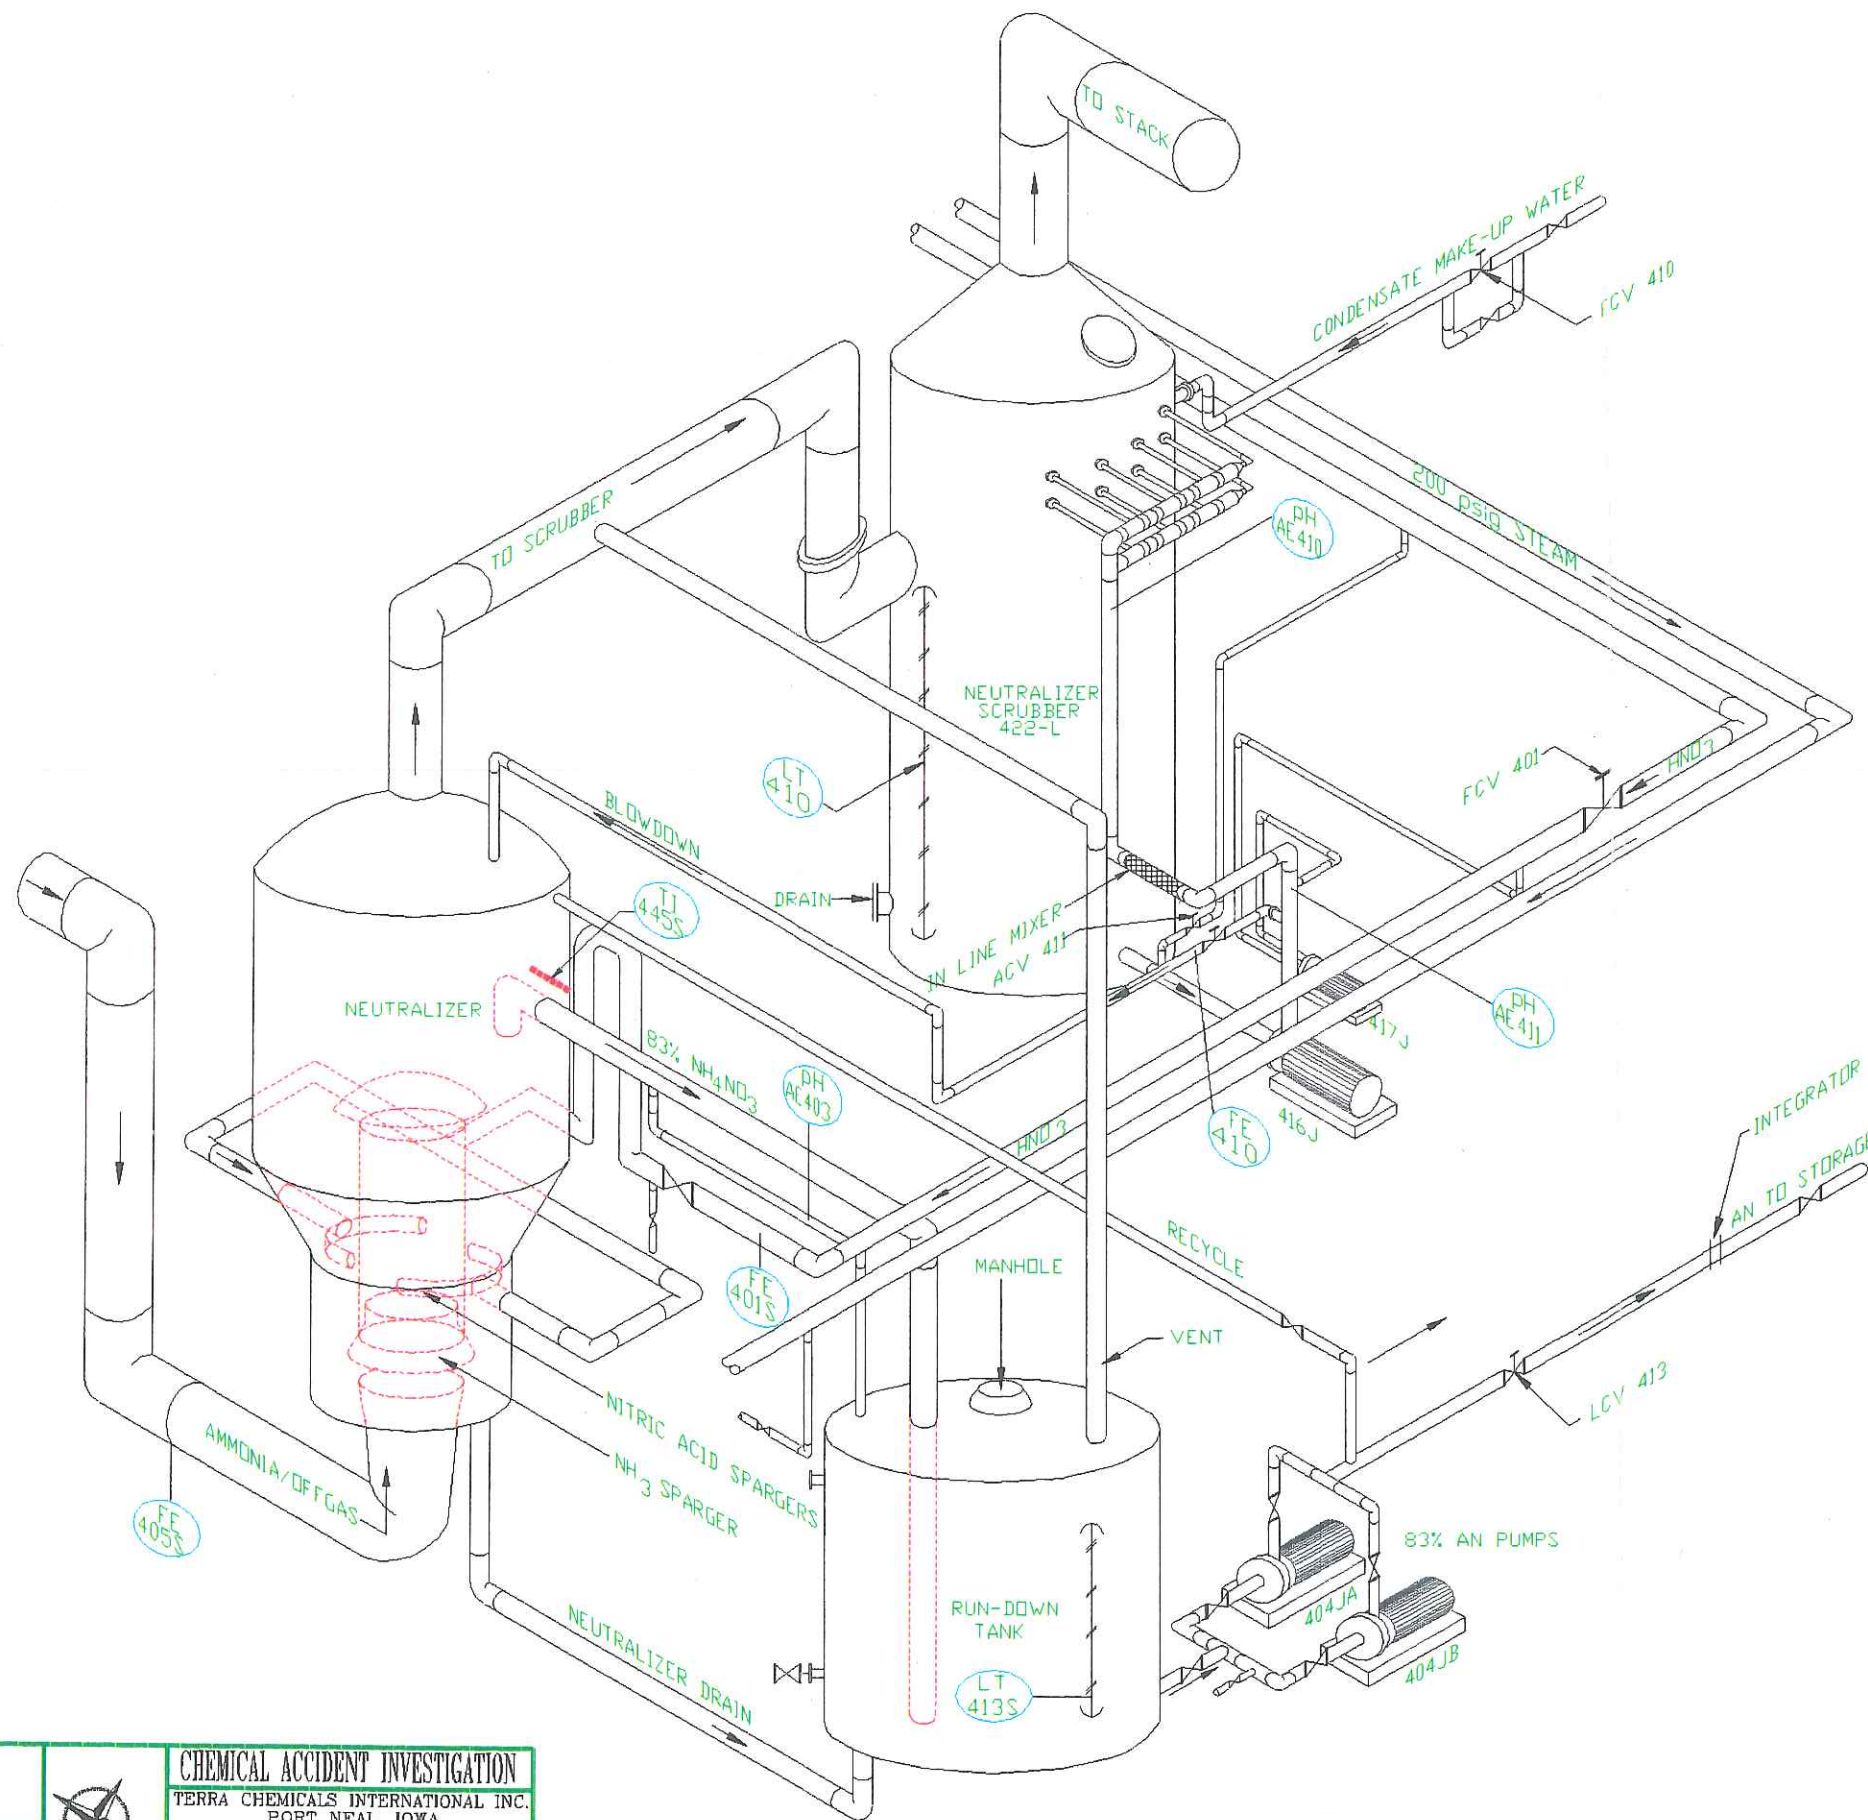 TO STACK
CONDENSATE MAKE-UP WATER
FCV 410
TO SCRUBBER
200 psig STEAM
PH
AE410
NEUTRALIZER
SCRUBBER
422-L
LT
410
FCV 401
HNO3
BLOWDOWN
DRAIN
TI
445S
IN LINE MIXER
ACV 411
NEUTRALIZER
83% NH4NO3
PH
AE403
417J
PH
AE411
416J
FE
410
HNO3
INTEGRATOR
AN TO STORAGE
RECYCLE
MANHOLE
FE
401S
VENT
LCV 413
NITRIC ACID SPARGERS
NH3 SPARGER
AMMONIA/OFFGAS
FE
405S
83% AN PUMPS
404JA
404JB
RUN-DOWN
TANK
LT
413S
NEUTRALIZER DRAIN
CHEMICAL ACCIDENT INVESTIGATION
TERRA CHEMICALS INTERNATIONAL INC.
PORT NEAL, IOWA